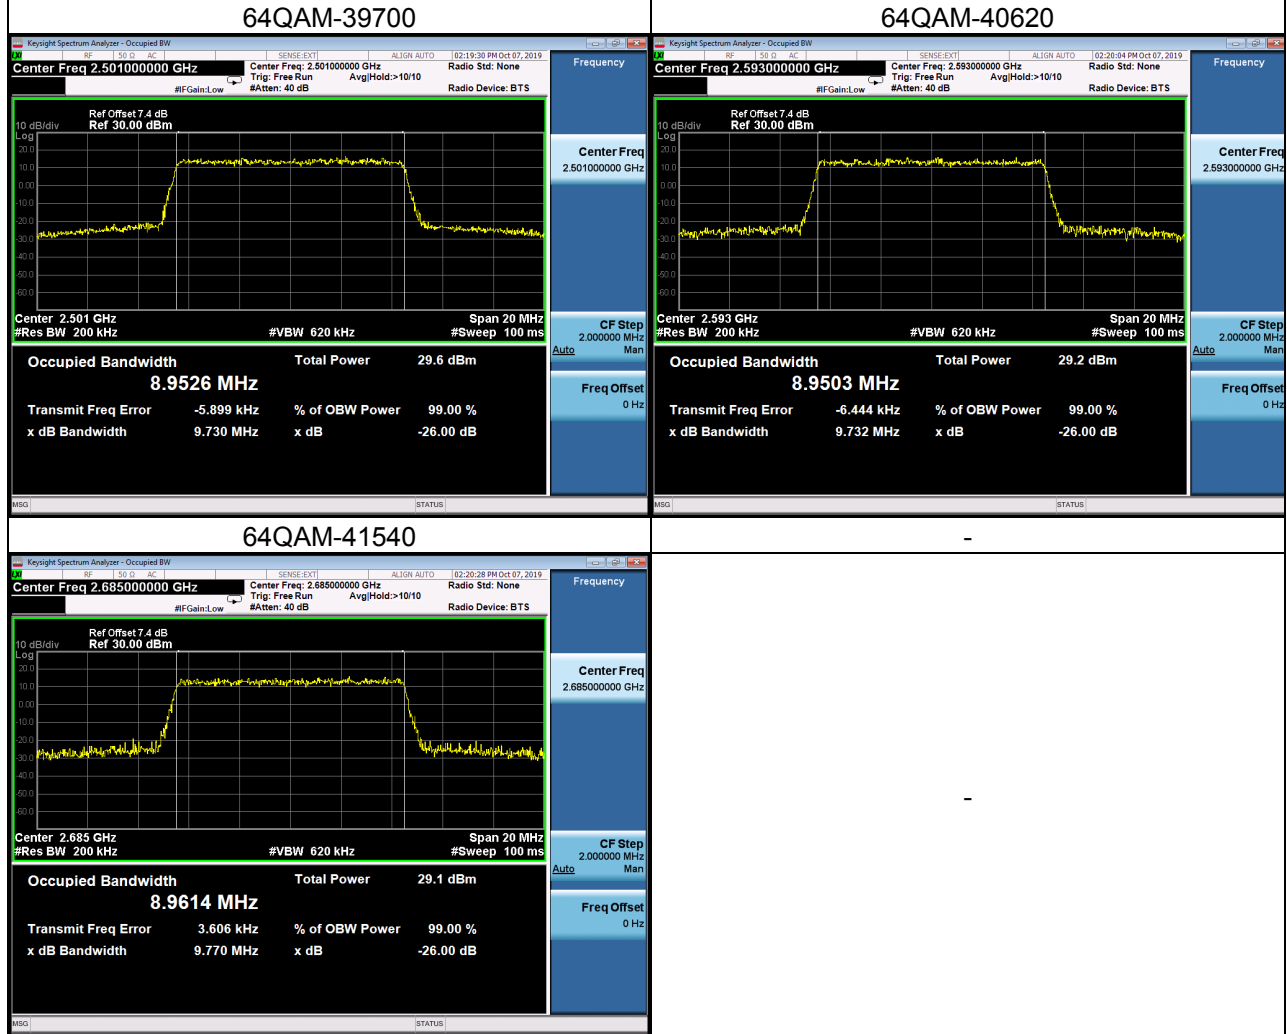 64QAM-39700
64QAM-40620
Keysight Spectrum Analyzer - Occupied BW
RF 50 Ω AC SENSE:EXT ALIGN AUTO 02:19:30 PM Oct 07, 2019
Center Freq 2.501000000 GHz
Center Freq: 2.501000000 GHz
Radio Std: None
Trig: Free Run Avg|Hold:>10/10
#IFGain:Low
#Atten: 40 dB
Radio Device: BTS
Frequency
Ref Offset 7.4 dB
10 dB/div Ref 30.00 dBm
Log
20.0
10.0
0.00
-10.0
-20.0
-30.0
-40.0
-50.0
-60.0
Center 2.501 GHz Span 20 MHz
#Res BW 200 kHz #VBW 620 kHz #Sweep 100 ms
Center Freq
2.501000000 GHz
CF Step
2.000000 MHz
Auto Man
Freq Offset
0 Hz
Occupied Bandwidth Total Power 29.6 dBm
8.9526 MHz
Transmit Freq Error -5.899 kHz % of OBW Power 99.00 %
x dB Bandwidth 9.730 MHz x dB -26.00 dB
MSG STATUS
Keysight Spectrum Analyzer - Occupied BW
RF 50 Ω AC SENSE:EXT ALIGN AUTO 02:20:04 PM Oct 07, 2019
Center Freq 2.593000000 GHz
Center Freq: 2.593000000 GHz
Radio Std: None
Trig: Free Run Avg|Hold:>10/10
#IFGain:Low
#Atten: 40 dB
Radio Device: BTS
Frequency
Ref Offset 7.4 dB
10 dB/div Ref 30.00 dBm
Log
20.0
10.0
0.00
-10.0
-20.0
-30.0
-40.0
-50.0
-60.0
Center 2.593 GHz Span 20 MHz
#Res BW 200 kHz #VBW 620 kHz #Sweep 100 ms
Center Freq
2.593000000 GHz
CF Step
2.000000 MHz
Auto Man
Freq Offset
0 Hz
Occupied Bandwidth Total Power 29.2 dBm
8.9503 MHz
Transmit Freq Error -6.444 kHz % of OBW Power 99.00 %
x dB Bandwidth 9.732 MHz x dB -26.00 dB
MSG STATUS
64QAM-41540
-
Keysight Spectrum Analyzer - Occupied BW
RF 50 Ω AC SENSE:EXT ALIGN AUTO 02:20:28 PM Oct 07, 2019
Center Freq 2.685000000 GHz
Center Freq: 2.685000000 GHz
Radio Std: None
Trig: Free Run Avg|Hold:>10/10
#IFGain:Low
#Atten: 40 dB
Radio Device: BTS
Frequency
Ref Offset 7.4 dB
10 dB/div Ref 30.00 dBm
Log
20.0
10.0
0.00
-10.0
-20.0
-30.0
-40.0
-50.0
-60.0
Center 2.685 GHz Span 20 MHz
#Res BW 200 kHz #VBW 620 kHz #Sweep 100 ms
Center Freq
2.685000000 GHz
CF Step
2.000000 MHz
Auto Man
Freq Offset
0 Hz
Occupied Bandwidth Total Power 29.1 dBm
8.9614 MHz
Transmit Freq Error 3.606 kHz % of OBW Power 99.00 %
x dB Bandwidth 9.770 MHz x dB -26.00 dB
MSG STATUS
-